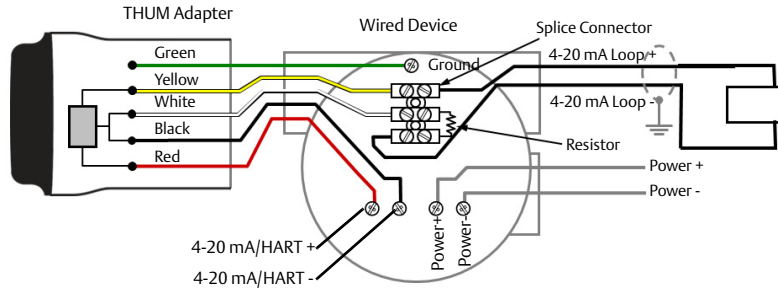 THUM Adapter
Wired Device
Splice Connector
Green
Ground
4-20 mA Loop +
Yellow
White
4-20 mA Loop -
Black
Resistor
Red
Power +
Power -
4-20 mA/HART +
4-20 mA/HART -
Power+
Power-